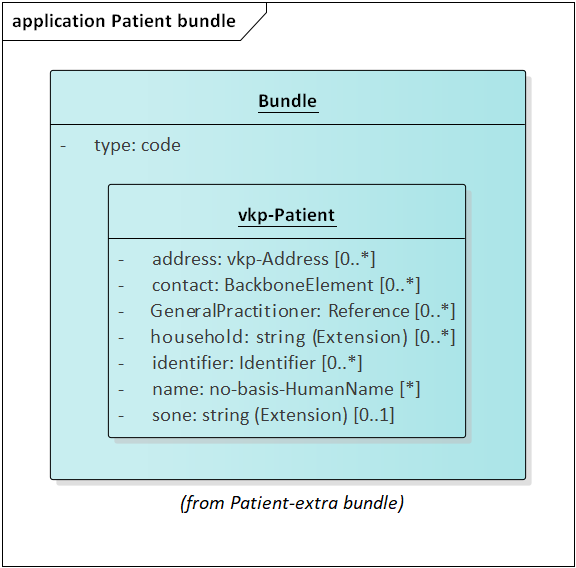 application Patient bundle
Bundle
- type: code
vkp-Patient
- address: vkp-Address [0..*]
- contact: BackboneElement [0..*]
- GeneralPractitioner: Reference [0..*]
- household: string (Extension) [0..*]
- identifier: Identifier [0..*]
- name: no-basis-HumanName [*]
- sone: string (Extension) [0..1]
(from Patient-extra bundle)